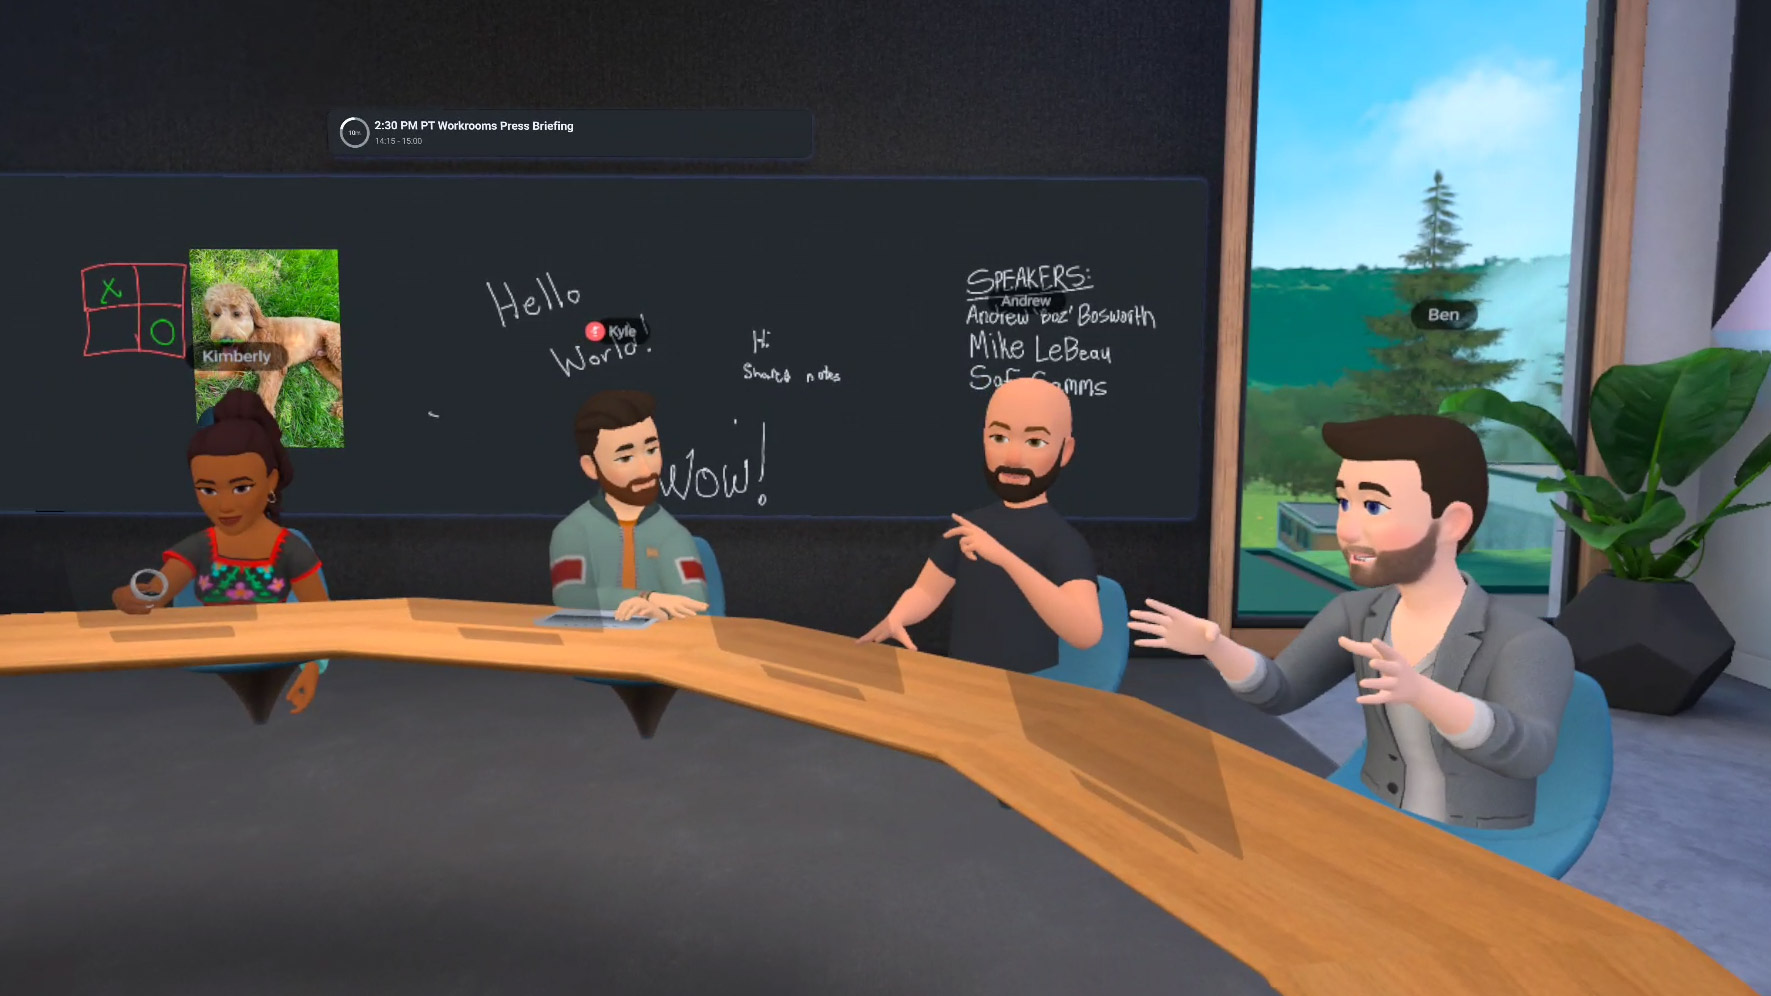 10m
2:30 PM PT Workrooms Press Briefing
14:15 - 15:00
X
O
Kimberly
Hello
World!
Kyle
Hi
notes
Wow!
SPEAKERS:
Andrew
Andrew 'Boz' Bosworth
Mike LeBeau
Ben